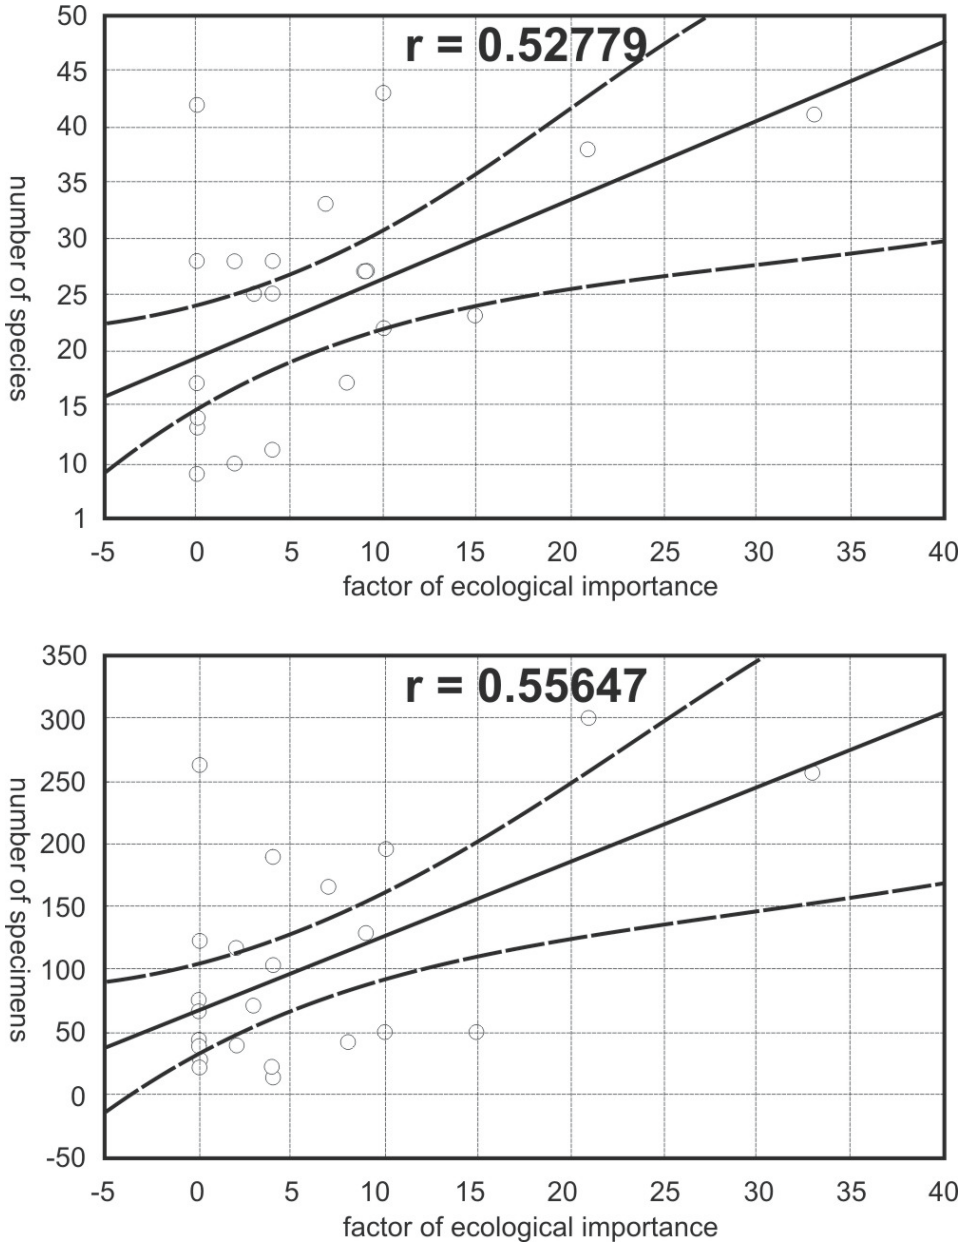 r = 0.52779
50
45
40
35
30
25
20
15
10
1
number of species
-5 0 5 10 15 20 25 30 35 40
factor of ecological importance
r = 0.55647
350
300
250
200
150
100
50
0
-50
number of specimens
-5 0 5 10 15 20 25 30 35 40
factor of ecological importance